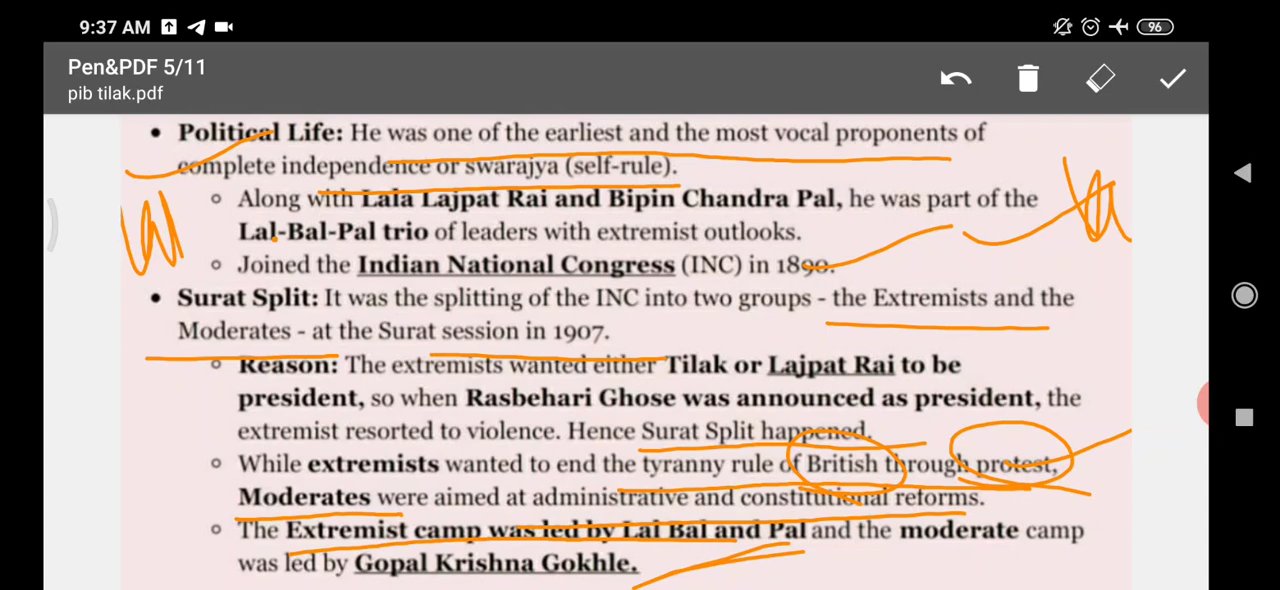 9:37 AM
96
Pen&PDF 5/11
pib tilak.pdf
• Political Life: He was one of the earliest and the most vocal proponents of
complete independence or swarajya (self-rule).
Along with Lala Lajpat Rai and Bipin Chandra Pal, he was part of the
Lal-Bal-Pal trio of leaders with extremist outlooks.
Joined the Indian National Congress (INC) in 1890.
• Surat Split: It was the splitting of the INC into two groups - the Extremists and the
Moderates - at the Surat session in 1907.
Reason: The extremists wanted either Tilak or Lajpat Rai to be
president, so when Rasbehari Ghose was announced as president, the
extremist resorted to violence. Hence Surat Split happened.
While extremists wanted to end the tyranny rule of British through protest,
Moderates were aimed at administrative and constitutional reforms.
The Extremist camp was led by Lal Bal and Pal and the moderate camp
was led by Gopal Krishna Gokhle.